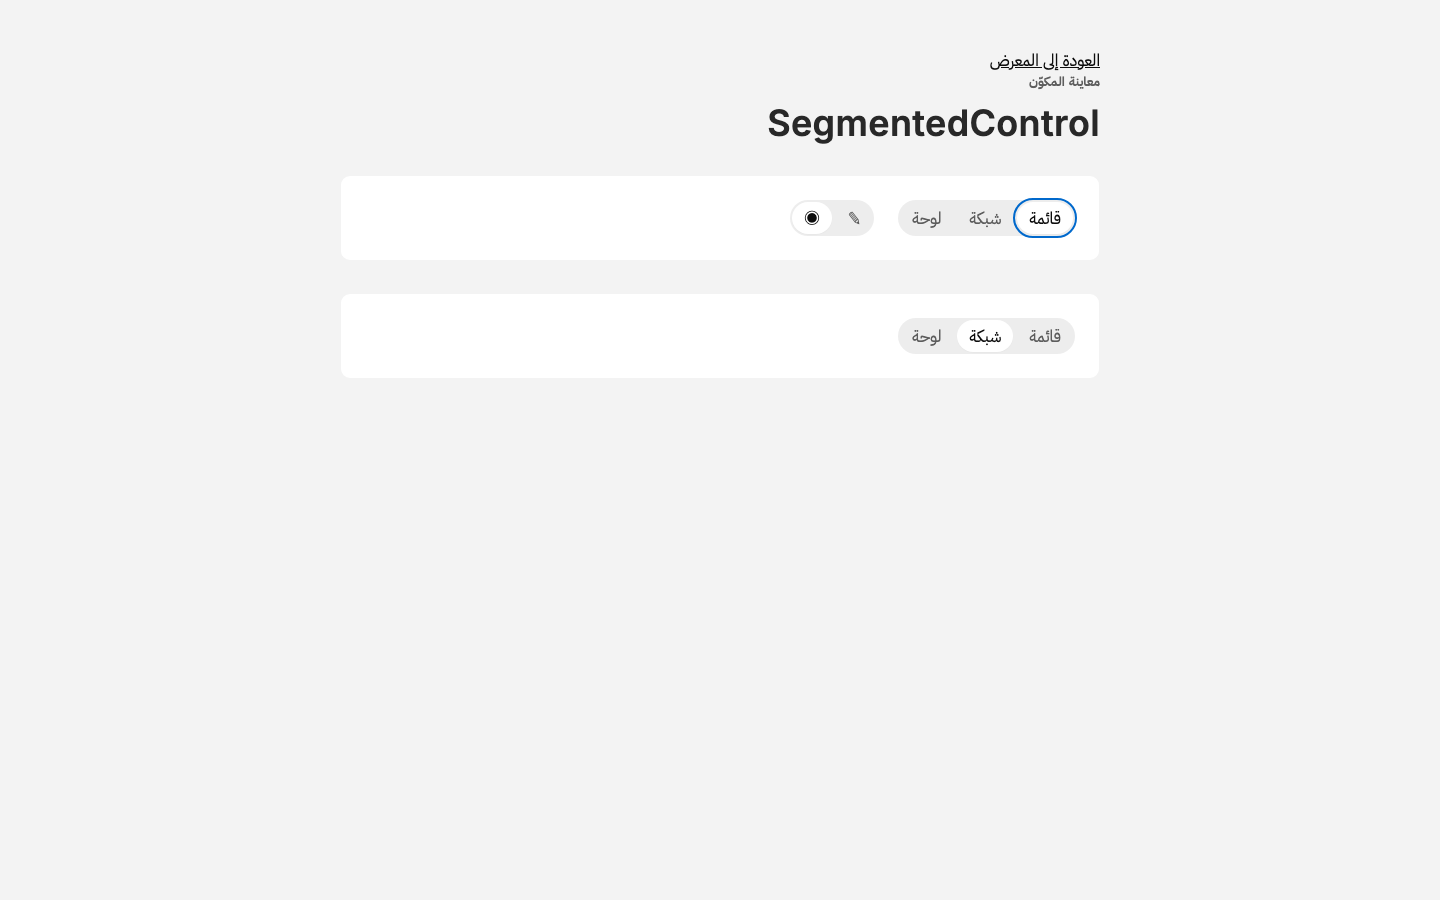 العودة إلى المعرض
معاينة المكوّن
SegmentedControl
قائمة شبكة لوحة ✎ ◉
قائمة شبكة لوحة